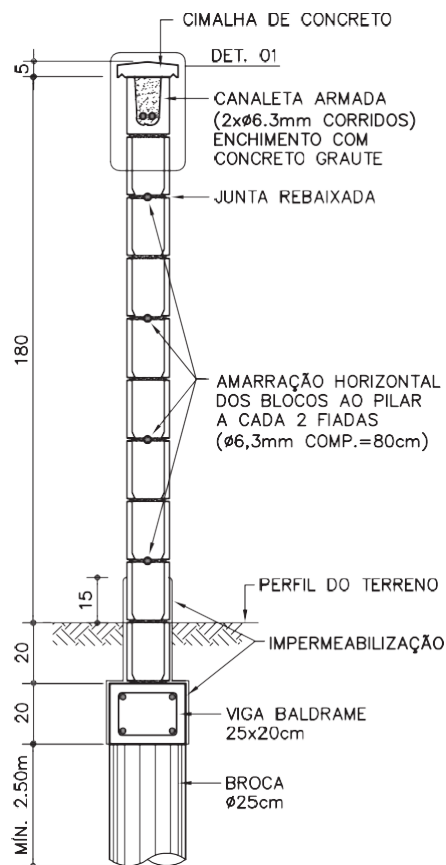 CIMALHA DE CONCRETO
DET. 01
5
CANALETA ARMADA
(2xø6.3mm CORRIDOS)
ENCHIMENTO COM
CONCRETO GRAUTE
JUNTA REBAIXADA
180
AMARRAÇÃO HORIZONTAL
DOS BLOCOS AO PILAR
A CADA 2 FIADAS
(ø6,3mm COMP.=80cm)
15
PERFIL DO TERRENO
20
IMPERMEABILIZAÇÃO
20
VIGA BALDRAME
25x20cm
MÍN. 2.50m
BROCA
ø25cm